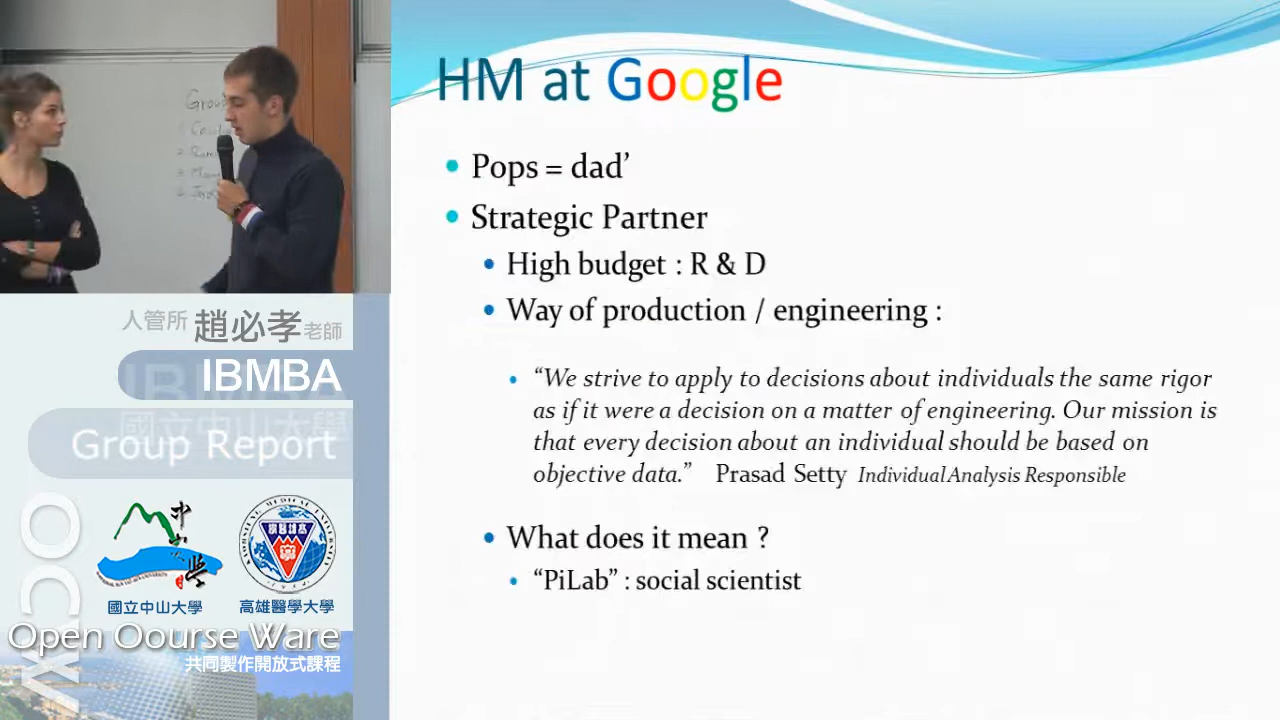 HM at Google
Pops = dad’
Strategic Partner
High budget : R & D
Way of production / engineering :
“We strive to apply to decisions about individuals the same rigor
as if it were a decision on a matter of engineering. Our mission is
that every decision about an individual should be based on
objective data.” Prasad Setty Individual Analysis Responsible
What does it mean ?
“PiLab” : social scientist
人管所 趙必孝老師
IBMBA
國立中山大學
Group Report
國立中山大學
高雄醫學大學
OCW
Open Oourse Ware
共同製作開放式課程